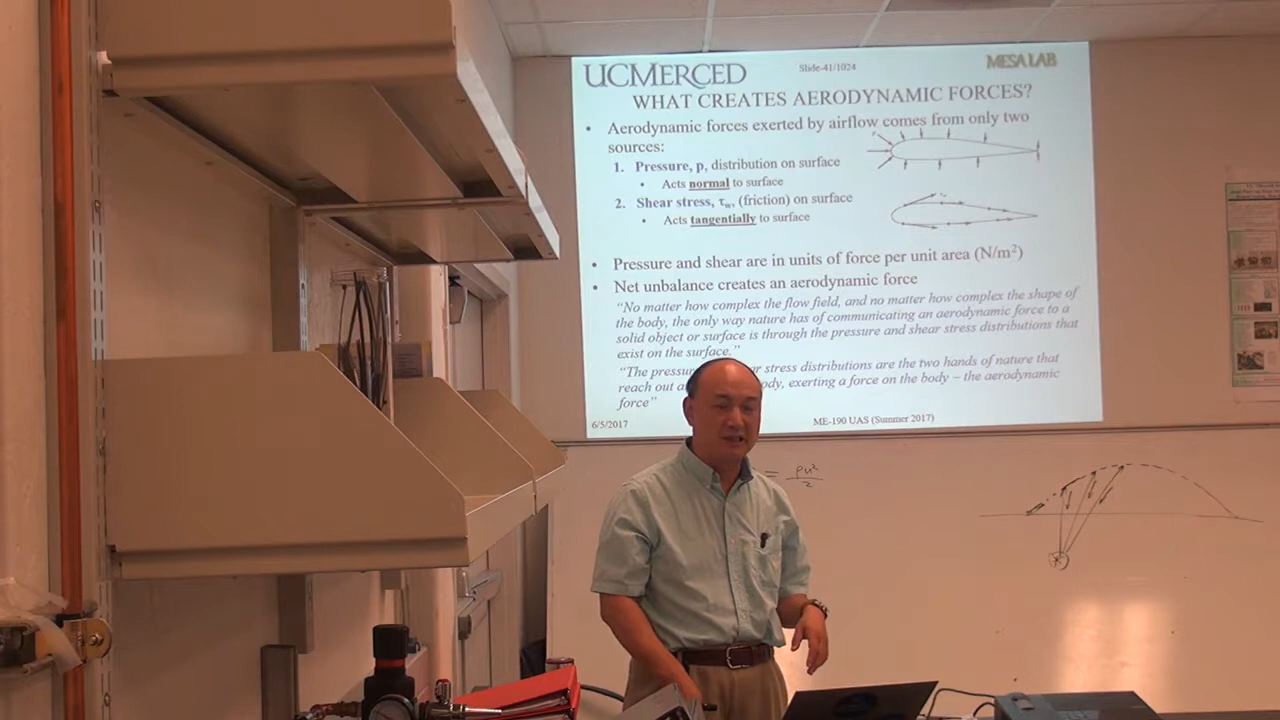 UCMERCED
Slide-41/1024
MESA LAB
WHAT CREATES AERODYNAMIC FORCES?
• Aerodynamic forces exerted by airflow comes from only two
sources:
1. Pressure, p, distribution on surface
• Acts normal to surface
2. Shear stress, τw, (friction) on surface
• Acts tangentially to surface
• Pressure and shear are in units of force per unit area (N/m²)
• Net unbalance creates an aerodynamic force
“No matter how complex the flow field, and no matter how complex the shape of
the body, the only way nature has of communicating an aerodynamic force to a
solid object or surface is through the pressure and shear stress distributions that
exist on the surface.”
“The pressur stress distributions are the two hands of nature that
reach out ody, exerting a force on the body – the aerodynamic
force”
6/5/2017
ME-190 UAS (Summer 2017)
= ρu²/2